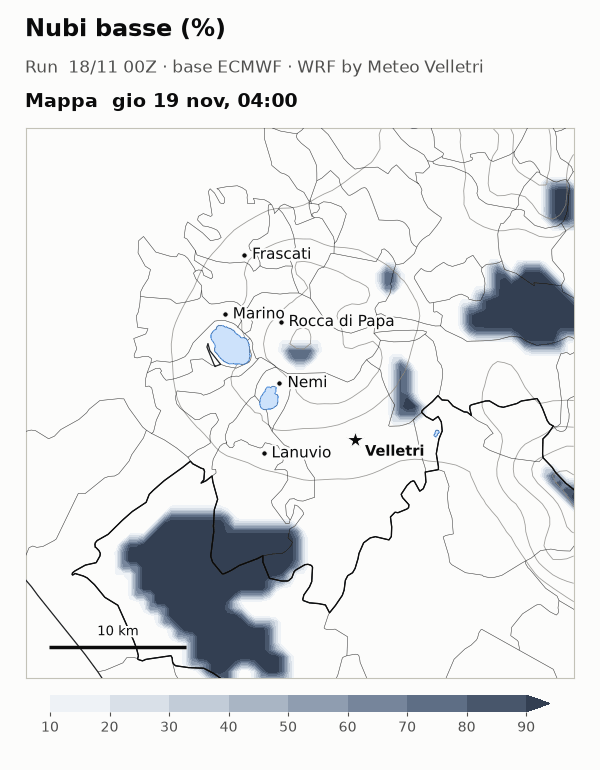 Nubi basse (%)
Run  18/11 00Z · base ECMWF · WRF by Meteo Velletri
Mappa  gio 19 nov, 04:00
Frascati
Marino
Rocca di Papa
Nemi
Velletri
Lanuvio
10 km
10 20 30 40 50 60 70 80 90